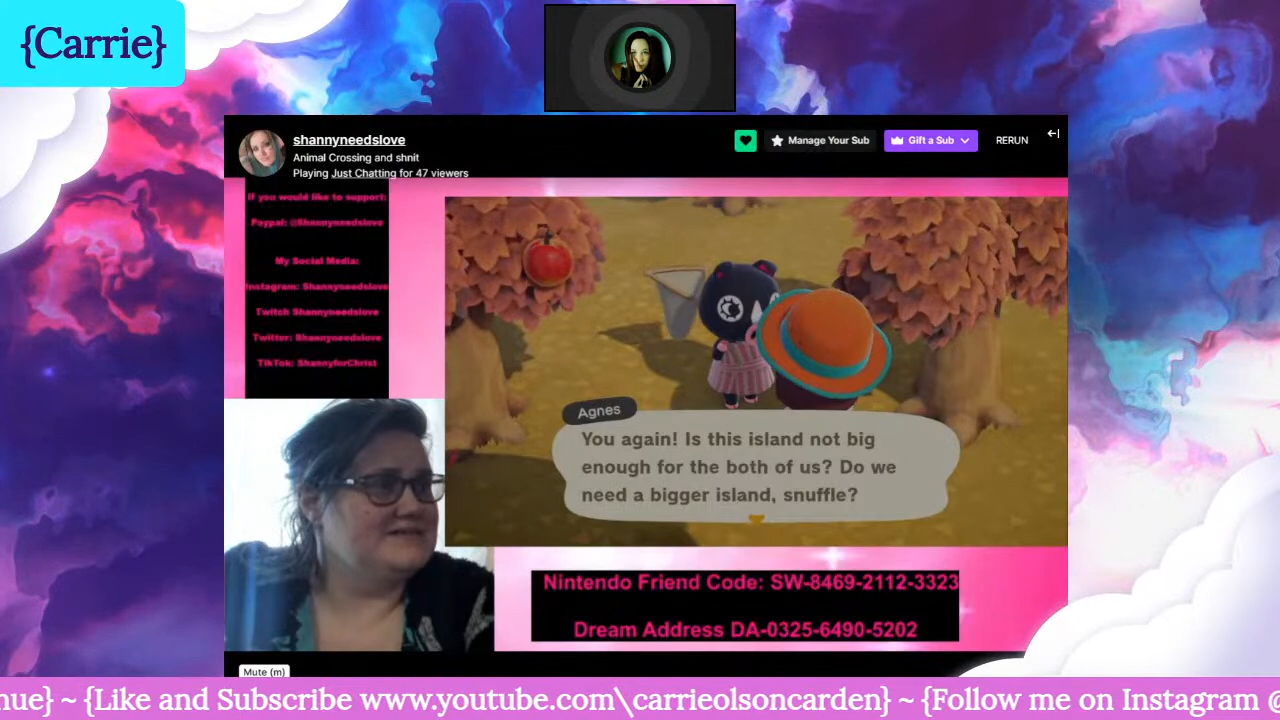 {Carrie}
shannyneedslove
Animal Crossing and shnit
Playing Just Chatting for 47 viewers
Manage Your Sub
Gift a Sub
RERUN
If you would like to support:
Paypal: @Shannyneedslove
My Social Media:
Instagram: Shannyneedslove
Twitch Shannyneedslove
Twitter: Shannyneedslove
TikTok: ShannyforChrist
Agnes
You again! Is this island not big
enough for the both of us? Do we
need a bigger island, snuffle?
Nintendo Friend Code: SW-8469-2112-3323
Dream Address DA-0325-6490-5202
Mute (m)
nue} ~ {Like and Subscribe www.youtube.com\carrieolsoncarden} ~ {Follow me on Instagram @